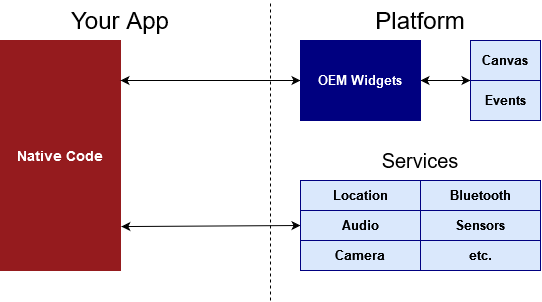 Your App
Platform
Native Code
OEM Widgets
Canvas
Events
Services
Location
Bluetooth
Audio
Sensors
Camera
etc.